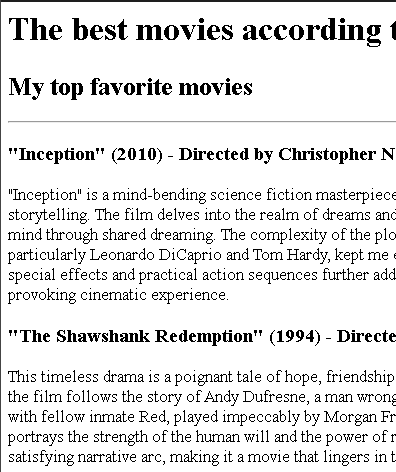 The best movies according
My top favorite movies
"Inception" (2010) - Directed by Christopher
"Inception" is a mind-bending science fiction masterpiece
storytelling. The film delves into the realm of dreams and
mind through shared dreaming. The complexity of the
particularly Leonardo DiCaprio and Tom Hardy, kept me
special effects and practical action sequences further
provoking cinematic experience.
"The Shawshank Redemption" (1994) -
This timeless drama is a poignant tale of hope, friendship
the film follows the story of Andy Dufresne, a man
with fellow inmate Red, played impeccably by Morgan
portrays the strength of the human will and the power of
satisfying narrative arc, making it a movie that lingers in